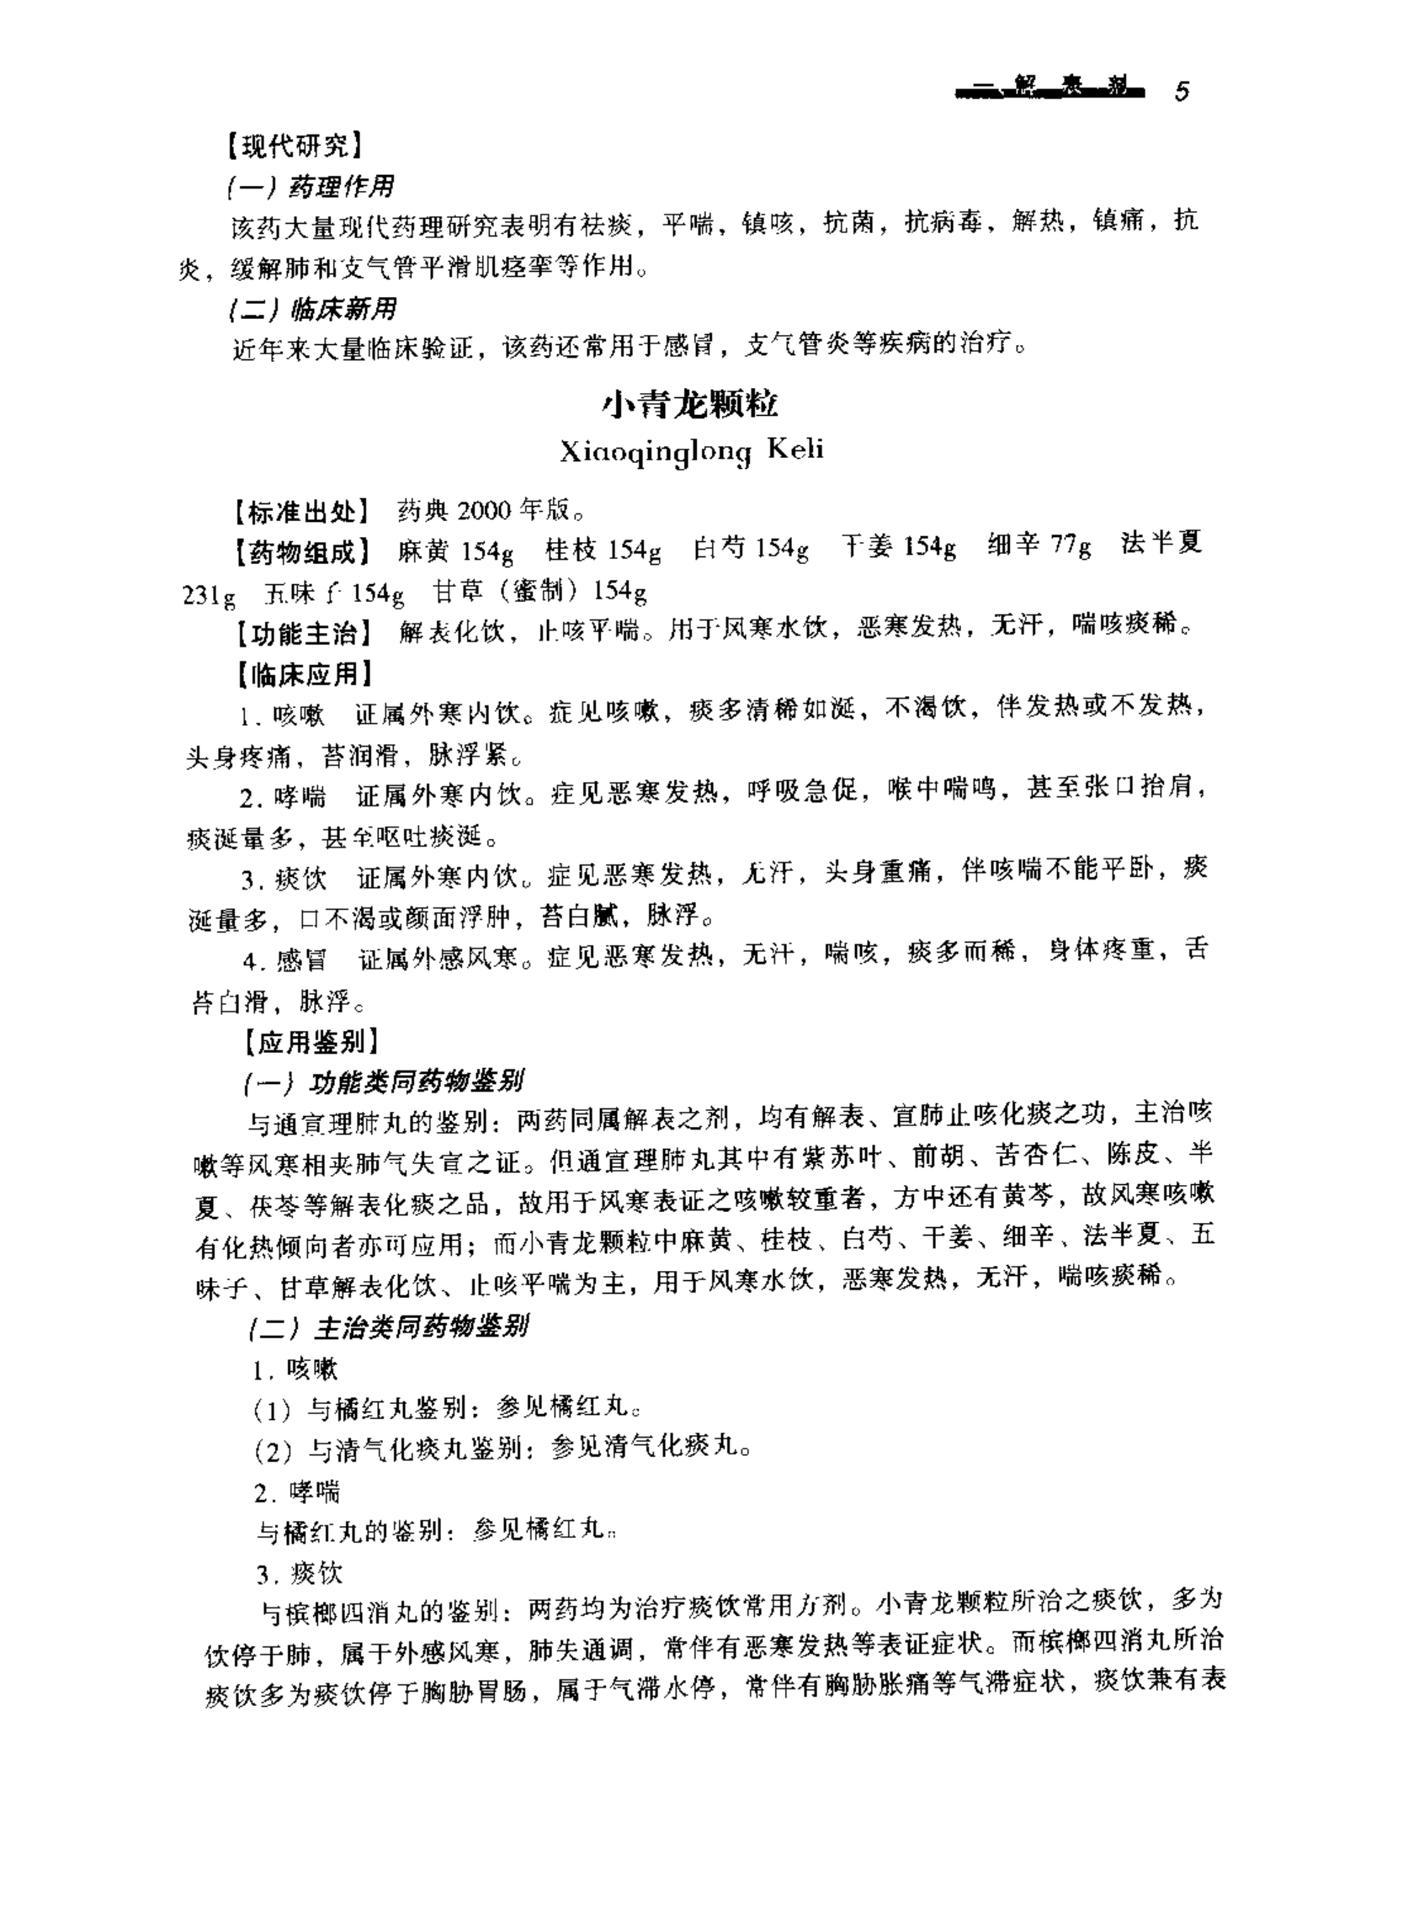 一、解 表 剂 5
【现代研究】
(一) 药理作用
该药大量现代药理研究表明有祛痰，平喘，镇咳，抗菌，抗病毒，解热，镇痛，抗
炎，缓解肺和支气管平滑肌痉挛等作用。
(二) 临床新用
近年来大量临床验证，该药还常用于感冒，支气管炎等疾病的治疗。
小青龙颗粒
Xiaoqinglong Keli
【标准出处】 药典 2000 年版。
【药物组成】 麻黄 154g 桂枝 154g 白芍 154g 干姜 154g 细辛 77g 法半夏
231g 五味子 154g 甘草（蜜制）154g
【功能主治】 解表化饮，止咳平喘。用于风寒水饮，恶寒发热，无汗，喘咳痰稀。
【临床应用】
1. 咳嗽 证属外寒内饮。症见咳嗽，痰多清稀如涎，不渴饮，伴发热或不发热，
头身疼痛，苔润滑，脉浮紧。
2. 哮喘 证属外寒内饮。症见恶寒发热，呼吸急促，喉中喘鸣，甚至张口抬肩，
痰涎量多，甚至呕吐痰涎。
3. 痰饮 证属外寒内饮。症见恶寒发热，无汗，头身重痛，伴咳喘不能平卧，痰
涎量多，口不渴或颜面浮肿，苔白腻，脉浮。
4. 感冒 证属外感风寒。症见恶寒发热，无汗，喘咳，痰多而稀，身体疼重，舌
苔白滑，脉浮。
【应用鉴别】
(一) 功能类同药物鉴别
与通宣理肺丸的鉴别：两药同属解表之剂，均有解表、宣肺止咳化痰之功，主治咳
嗽等风寒相夹肺气失宣之证。但通宣理肺丸其中有紫苏叶、前胡、苦杏仁、陈皮、半
夏、茯苓等解表化痰之品，故用于风寒表证之咳嗽较重者，方中还有黄芩，故风寒咳嗽
有化热倾向者亦可应用；而小青龙颗粒中麻黄、桂枝、白芍、干姜、细辛、法半夏、五
味子、甘草解表化饮、止咳平喘为主，用于风寒水饮，恶寒发热，无汗，喘咳痰稀。
(二) 主治类同药物鉴别
1. 咳嗽
(1) 与橘红丸鉴别：参见橘红丸。
(2) 与清气化痰丸鉴别：参见清气化痰丸。
2. 哮喘
与橘红丸的鉴别：参见橘红丸。
3. 痰饮
与槟榔四消丸的鉴别：两药均为治疗痰饮常用方剂。小青龙颗粒所治之痰饮，多为
饮停于肺，属于外感风寒，肺失通调，常伴有恶寒发热等表证症状。而槟榔四消丸所治
痰饮多为痰饮停于胸胁胃肠，属于气滞水停，常伴有胸胁胀痛等气滞症状，痰饮兼有表